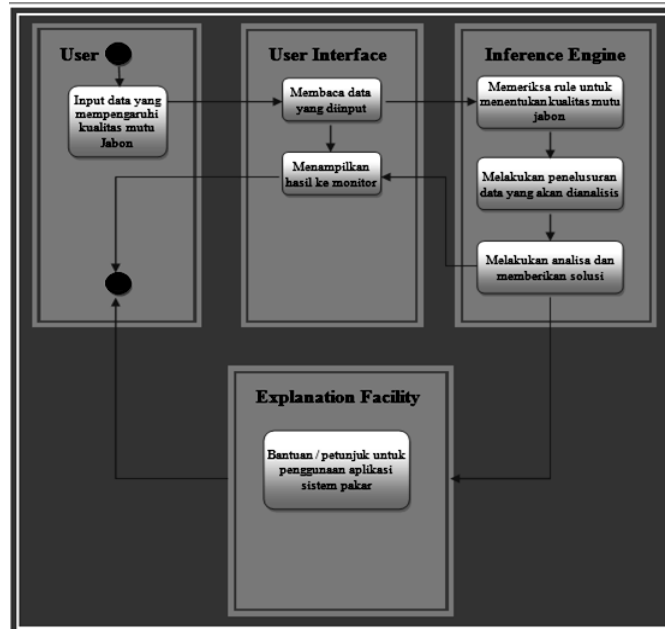 User
Input data yang
mempengaruhi
kualitas mutu
Jabon
User Interface
Membaca data
yang diinput
Menampilkan
hasil ke monitor
Inference Engine
Memeriksa rule untuk
menentukan kualitas mutu
jabon
Melakukan penelusuran
data yang akan dianalisis
Melakukan analisa dan
memberikan solusi
Explanation Facility
Bantuan / petunjuk untuk
penggunaan aplikasi
sistem pakar